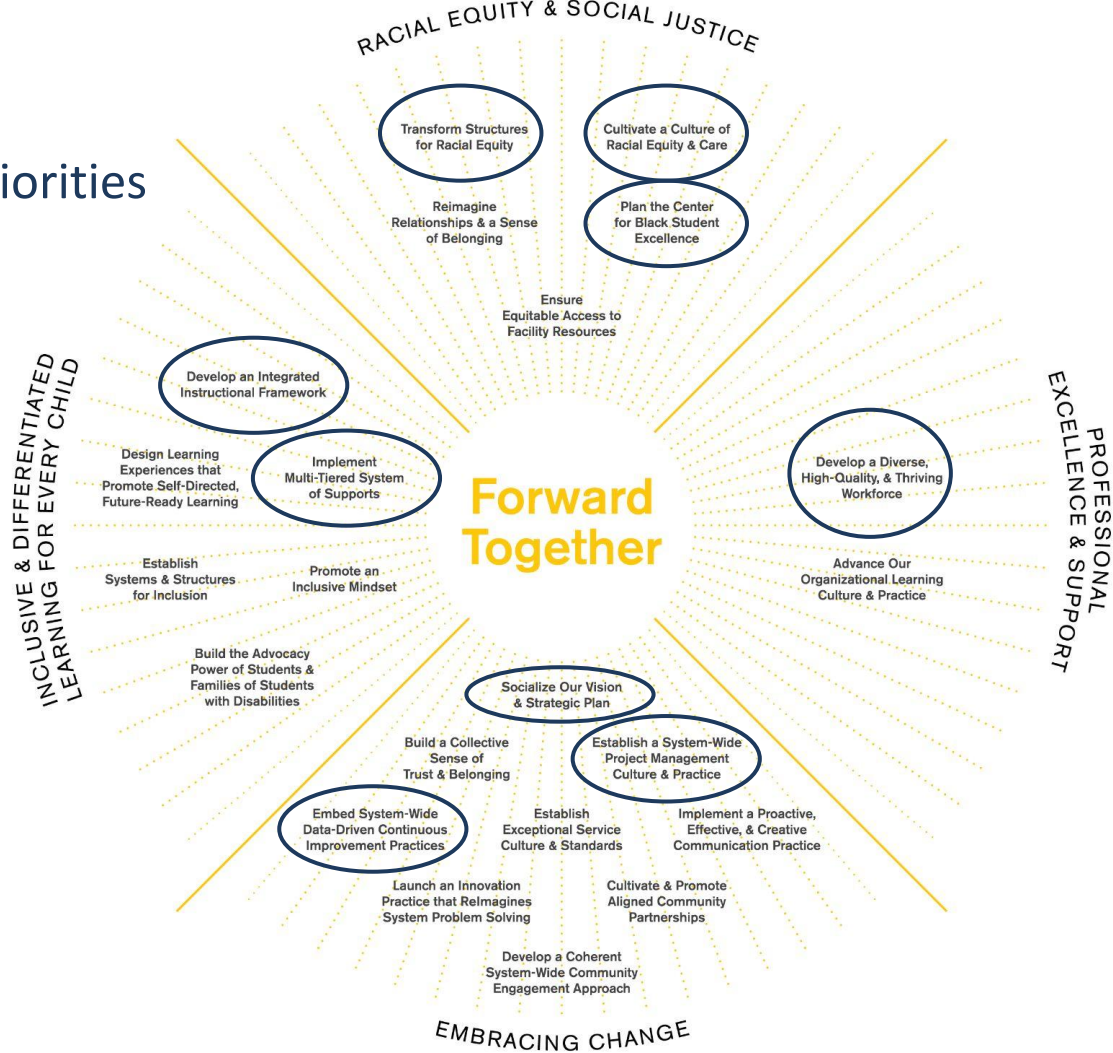 RACIAL EQUITY & SOCIAL JUSTICE
iorities
Transform Structures
for Racial Equity
Cultivate a Culture of
Racial Equity & Care
Reimagine
Relationships & a Sense
of Belonging
Plan the Center
for Black Student
Excellence
Ensure
Equitable Access to
Facility Resources
INCLUSIVE & DIFFERENTIATED
LEARNING FOR EVERY CHILD
Develop an Integrated
Instructional Framework
Design Learning
Experiences that
Promote Self-Directed,
Future-Ready Learning
Implement
Multi-Tiered System
of Supports
Establish
Systems & Structures
for Inclusion
Promote an
Inclusive Mindset
Build the Advocacy
Power of Students &
Families of Students
with Disabilities
Forward
Together
PROFESSIONAL
EXCELLENCE & SUPPORT
Develop a Diverse,
High-Quality, & Thriving
Workforce
Advance Our
Organizational Learning
Culture & Practice
Socialize Our Vision
& Strategic Plan
Build a Collective
Sense of
Trust & Belonging
Establish a System-Wide
Project Management
Culture & Practice
Embed System-Wide
Data-Driven Continuous
Improvement Practices
Establish
Exceptional Service
Culture & Standards
Implement a Proactive,
Effective, & Creative
Communication Practice
Launch an Innovation
Practice that ReImagines
System Problem Solving
Cultivate & Promote
Aligned Community
Partnerships
Develop a Coherent
System-Wide Community
Engagement Approach
EMBRACING CHANGE